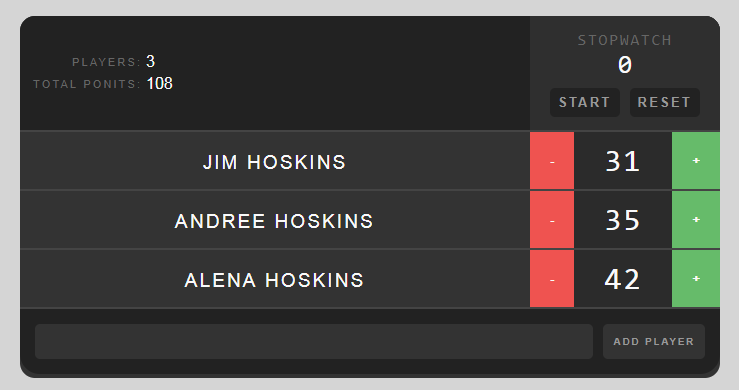 PLAYERS: 3
TOTAL PONITS: 108
STOPWATCH
0
START RESET
JIM HOSKINS - 31 +
ANDREE HOSKINS - 35 +
ALENA HOSKINS - 42 +
ADD PLAYER